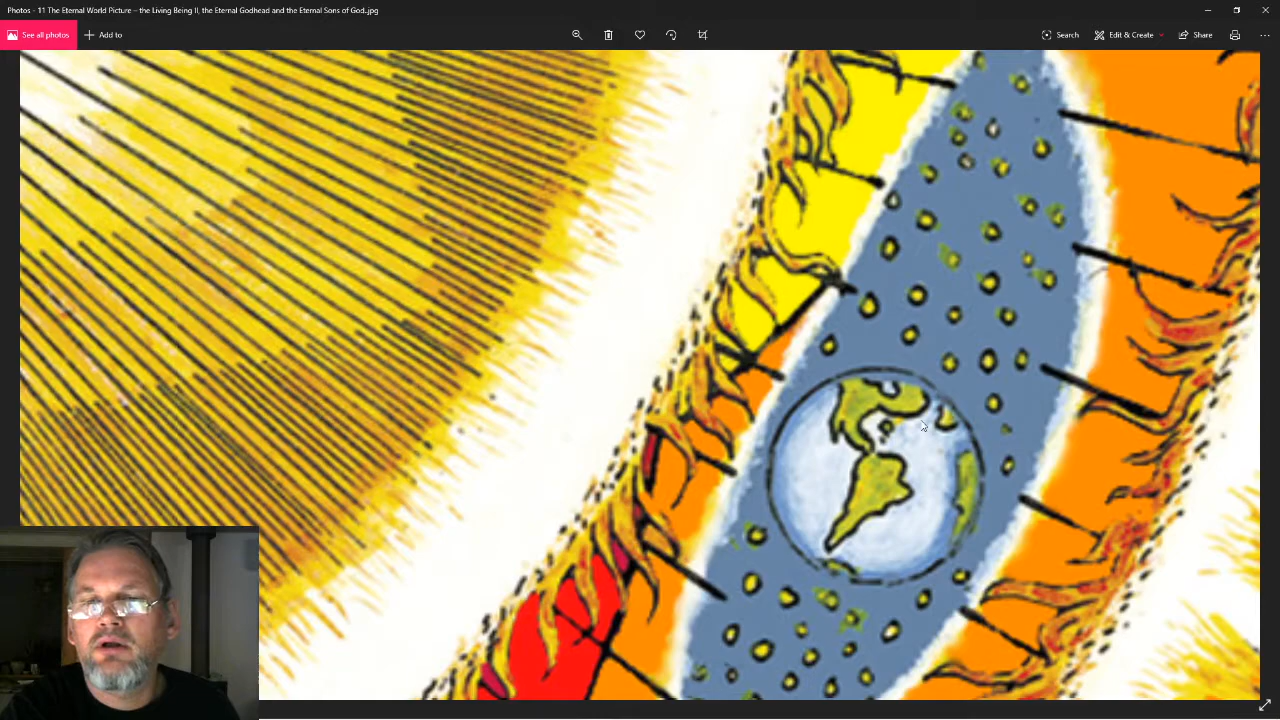 Photos - 11 The Eternal World Picture – the Living Being II, the Eternal Godhead and the Eternal Sons of God..jpg
See all photos
Add to
Search
Edit & Create
Share